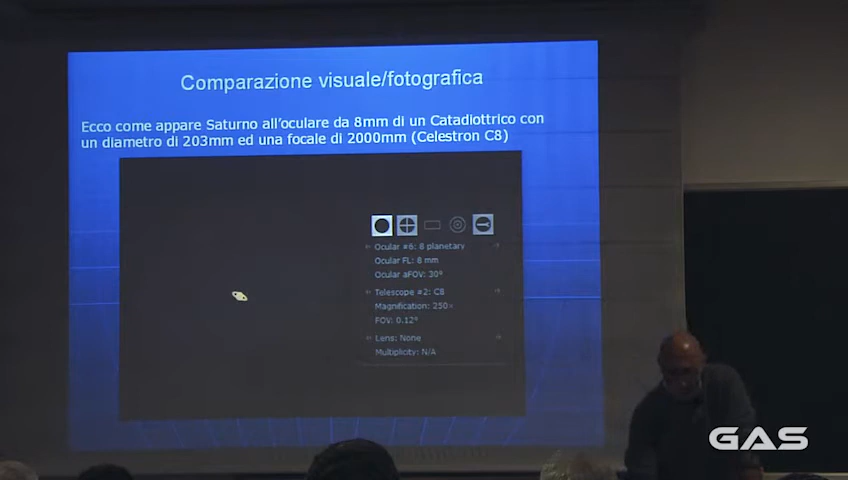 Comparazione visuale/fotografica
Ecco come appare Saturno all'oculare da 8mm di un Catadiottrico con
un diametro di 203mm ed una focale di 2000mm (Celestron C8)
Ocular #6: 8 planetary
Ocular FL: 8 mm
Ocular aFOV: 30°
Telescope #2: C8
Magnification: 250×
FOV: 0.12°
Lens: None
Multiplicity: N/A
GAS